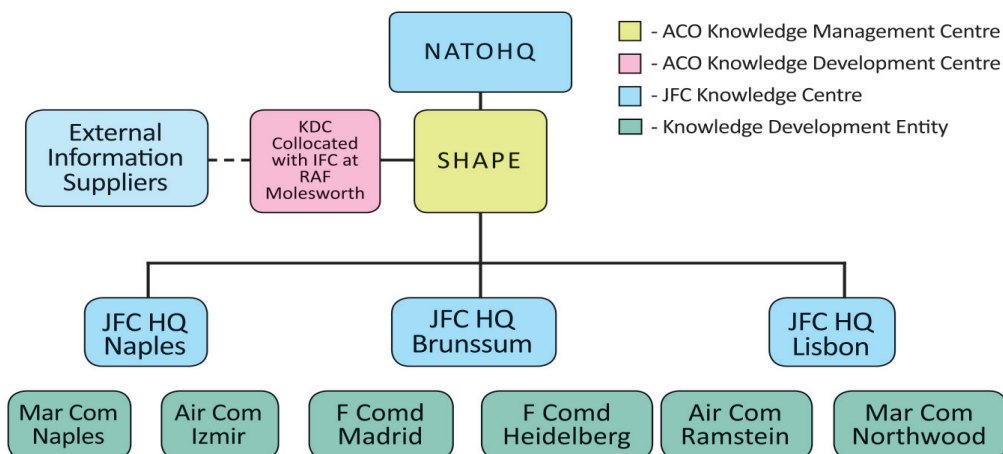 NATOHQ
- ACO Knowledge Management Centre
- ACO Knowledge Development Centre
- JFC Knowledge Centre
- Knowledge Development Entity
External
Information
Suppliers
KDC
Collocated
with IFC at
RAF
Molesworth
SHAPE
JFC HQ
Naples
JFC HQ
Brunssum
JFC HQ
Lisbon
Mar Com
Naples
Air Com
Izmir
F Comd
Madrid
F Comd
Heidelberg
Air Com
Ramstein
Mar Com
Northwood